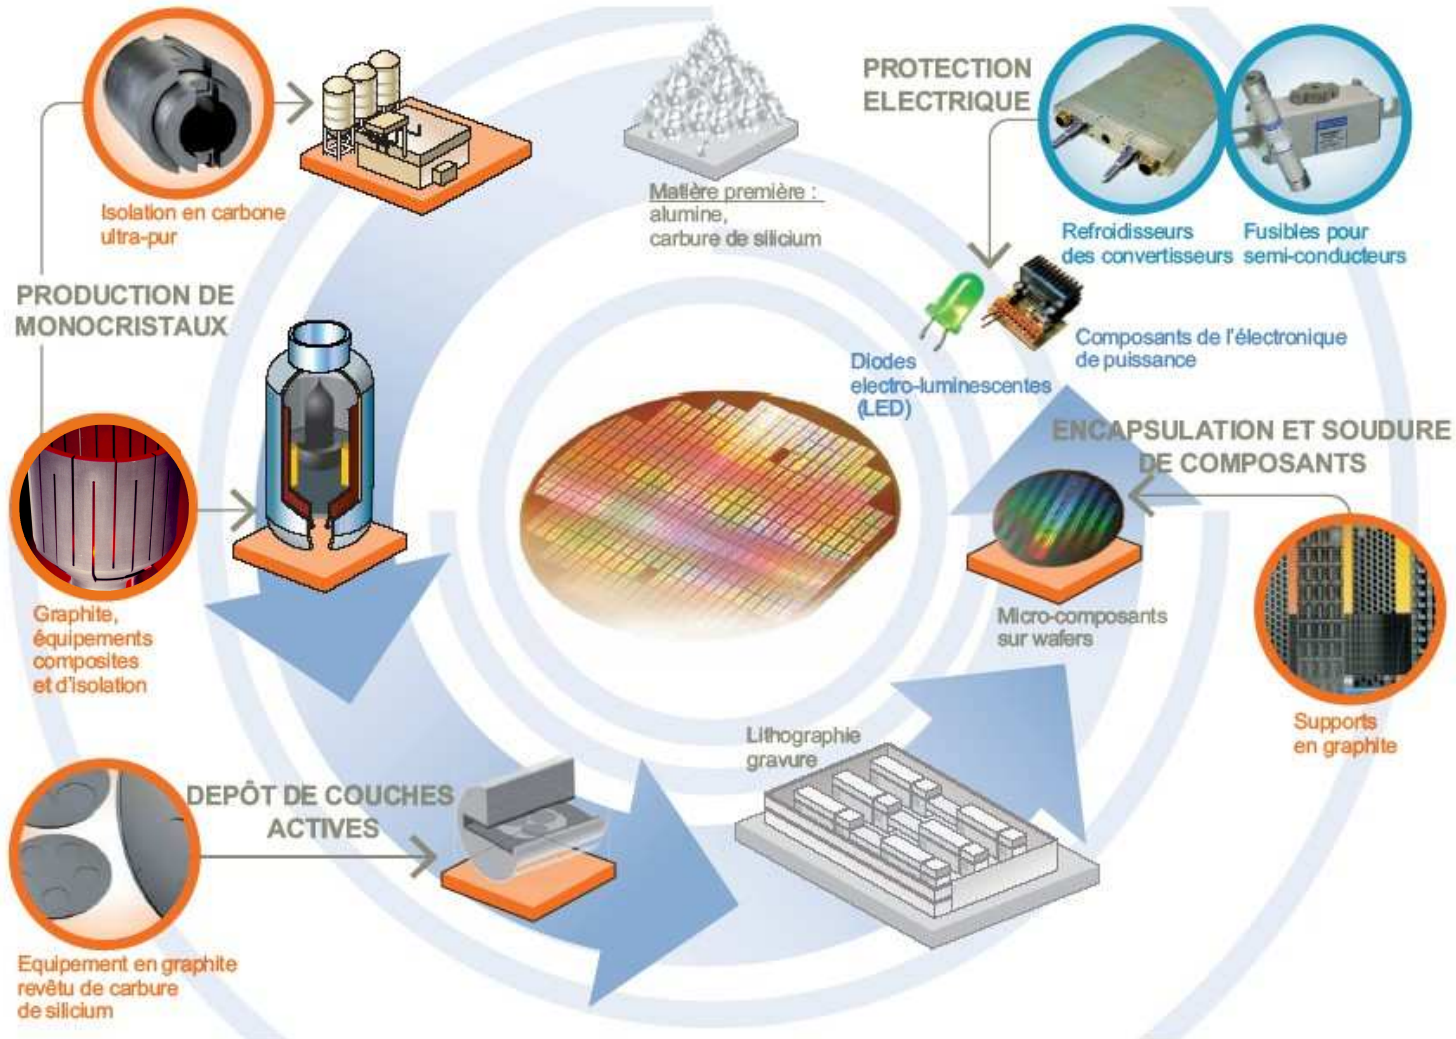 Isolation en carbone
ultra-pur
Matière première :
alumine,
carbure de silicium
PROTECTION
ELECTRIQUE
Refroidisseurs
des convertisseurs
Fusibles pour
semi-conducteurs
PRODUCTION DE
MONOCRISTAUX
Composants de l'électronique
de puissance
Diodes
electro-luminescentes
(LED)
ENCAPSULATION ET SOUDURE
DE COMPOSANTS
Graphite,
équipements
composites
et d'isolation
Micro-composants
sur wafers
Supports
en graphite
Lithographie
gravure
DEPÔT DE COUCHES
ACTIVES
Equipement en graphite
revêtu de carbure
de silicium